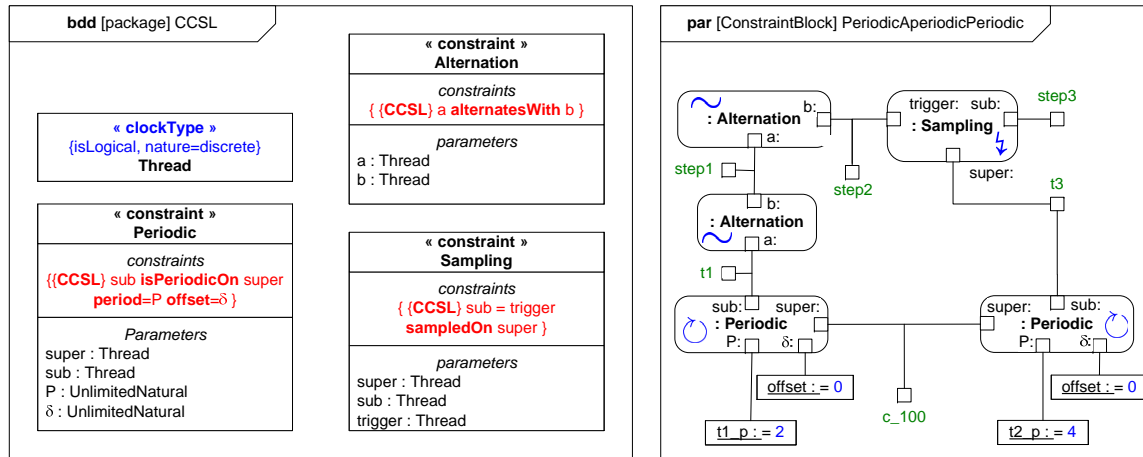 bdd [package] CCSL
« clockType »
{isLogical, nature=discrete}
Thread
« constraint »
Alternation
constraints
{ {CCSL} a alternatesWith b }
parameters
a : Thread
b : Thread
« constraint »
Periodic
constraints
{{CCSL} sub isPeriodicOn super
period=P offset=δ }
Parameters
super : Thread
sub : Thread
P : UnlimitedNatural
δ : UnlimitedNatural
« constraint »
Sampling
constraints
{ {CCSL} sub = trigger
sampledOn super }
parameters
super : Thread
sub : Thread
trigger : Thread
par [ConstraintBlock] PeriodicAperiodicPeriodic
b:
: Alternation
a:
trigger: sub:
: Sampling
super:
step3
step1
step2
t3
b:
: Alternation
a:
t1
sub: super:
: Periodic
P: δ:
super: sub:
: Periodic
P: δ:
offset : = 0
offset : = 0
c_100
t1_p : = 2
t2_p : = 4